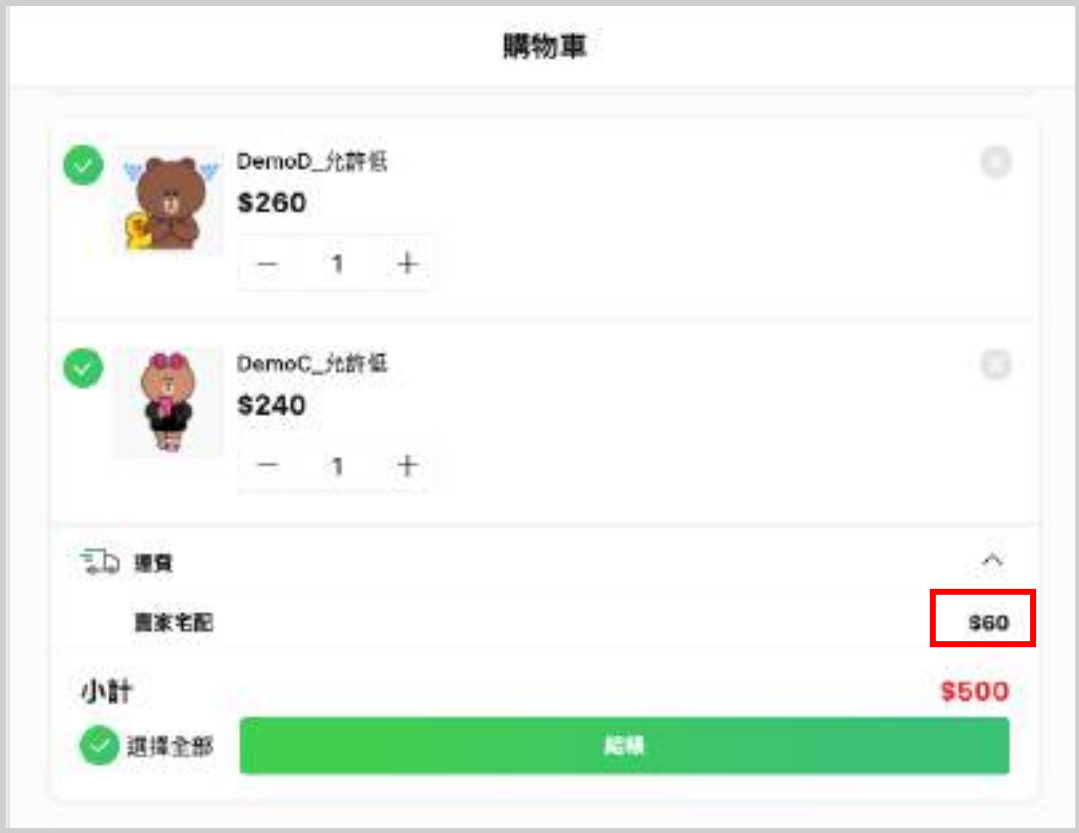 購物車
DemoD_允許低
$260
− 1 +
DemoC_允許低
$240
− 1 +
運費
賣家宅配 $60
小計 $500
選擇全部 結帳